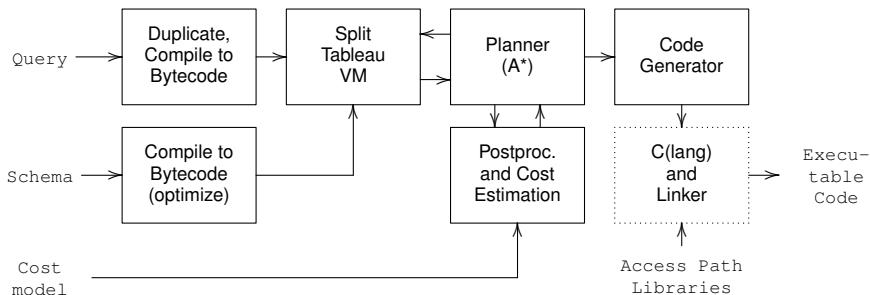 Query
Duplicate,
Compile to
Bytecode
Split
Tableau
VM
Planner
(A*)
Code
Generator
Schema
Compile to
Bytecode
(optimize)
Postproc.
and Cost
Estimation
C(lang)
and
Linker
Execu-
table
Code
Cost
model
Access Path
Libraries